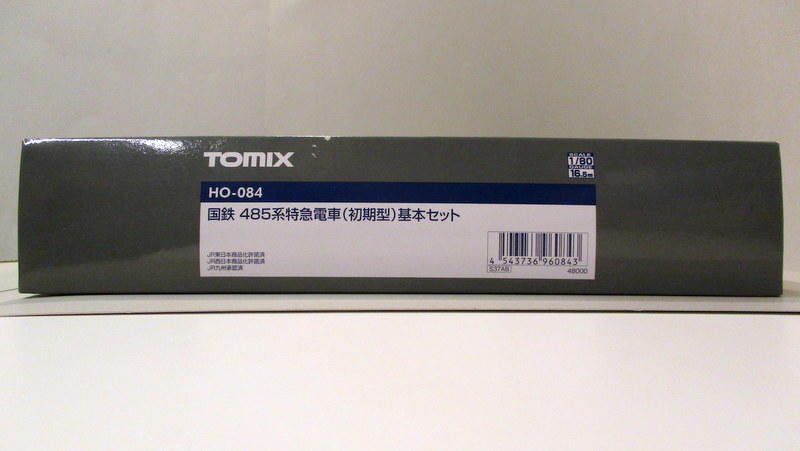 TOMIX
SCALE
1/80
GAUGE
16.5mm
HO-084
国鉄 485系特急電車(初期型)基本セット
JR東日本商品化許諾済
JR西日本商品化許諾済
JR九州承認済
4 543736 960843
S37AB
48000